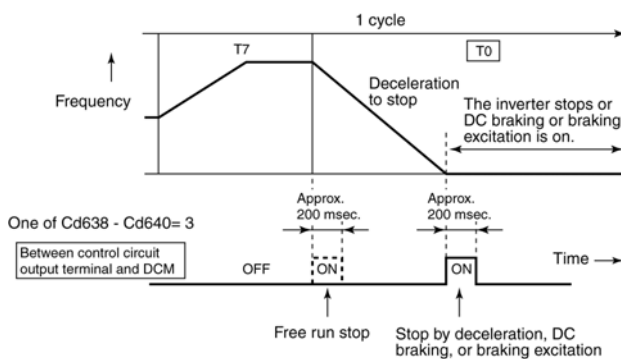 1 cycle
T7
T0
Frequency
Deceleration
to stop
The inverter stops or
DC braking or braking
excitation is on.
Approx.
200 msec.
Approx.
200 msec.
One of Cd638 - Cd640= 3
Between control circuit
output terminal and DCM
OFF
ON
ON
Time
Free run stop
Stop by deceleration, DC
braking, or braking excitation